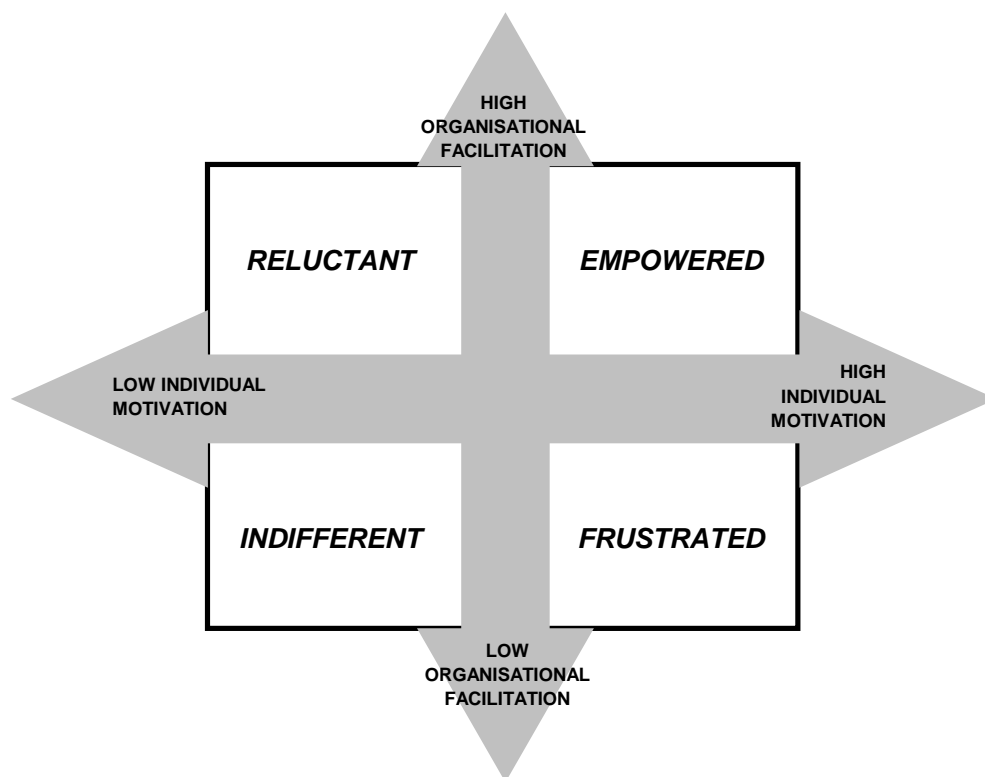 HIGH
ORGANISATIONAL
FACILITATION
RELUCTANT
EMPOWERED
LOW INDIVIDUAL
MOTIVATION
HIGH
INDIVIDUAL
MOTIVATION
INDIFFERENT
FRUSTRATED
LOW
ORGANISATIONAL
FACILITATION